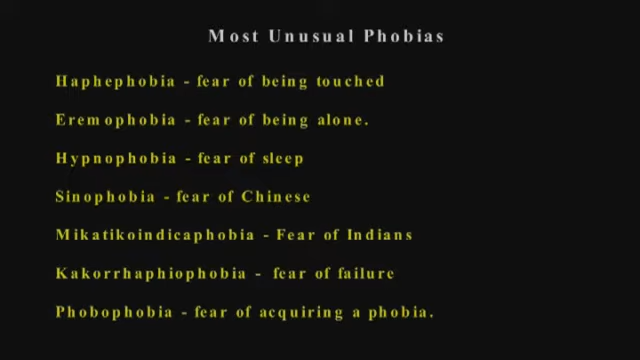 Most Unusual Phobias
Haphephobia - fear of being touched
Eremophobia - fear of being alone.
Hypnophobia - fear of sleep
Sinophobia - fear of Chinese
Mikatikoindicaphobia - Fear of Indians
Kakorrhaphiophobia - fear of failure
Phobophobia - fear of acquiring a phobia.